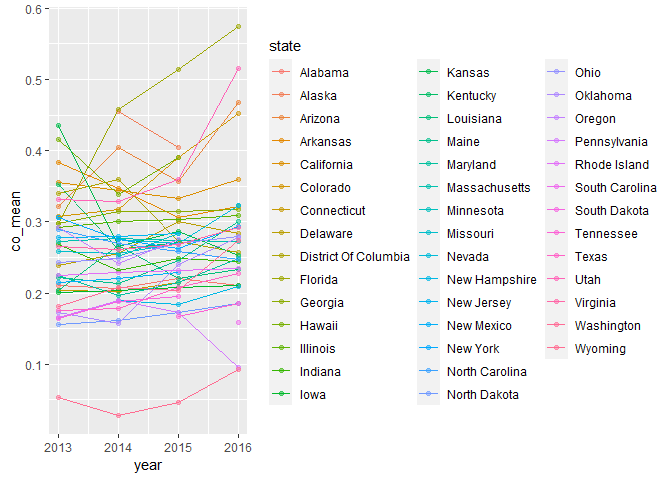 0.6
0.5
0.4
0.3
0.2
0.1
co_mean
2013 2014 2015 2016
year
state
Alabama
Alaska
Arizona
Arkansas
California
Colorado
Connecticut
Delaware
District Of Columbia
Florida
Georgia
Hawaii
Illinois
Indiana
Iowa
Kansas
Kentucky
Louisiana
Maine
Maryland
Massachusetts
Minnesota
Missouri
Nevada
New Hampshire
New Jersey
New Mexico
New York
North Carolina
North Dakota
Ohio
Oklahoma
Oregon
Pennsylvania
Rhode Island
South Carolina
South Dakota
Tennessee
Texas
Utah
Virginia
Washington
Wyoming